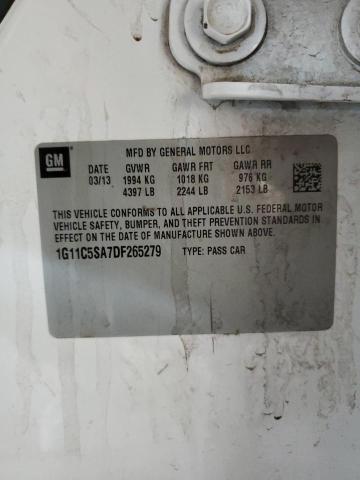 GM
MFD BY GENERAL MOTORS LLC
DATE GVWR GAWR FRT GAWR RR
03/13 1994 KG 1018 KG 976 KG
4397 LB 2244 LB 2153 LB
THIS VEHICLE CONFORMS TO ALL APPLICABLE U.S. FEDERAL MOTOR
VEHICLE SAFETY, BUMPER, AND THEFT PREVENTION STANDARDS IN
EFFECT ON THE DATE OF MANUFACTURE SHOWN ABOVE.
1G11C5SA7DF265279 TYPE: PASS CAR